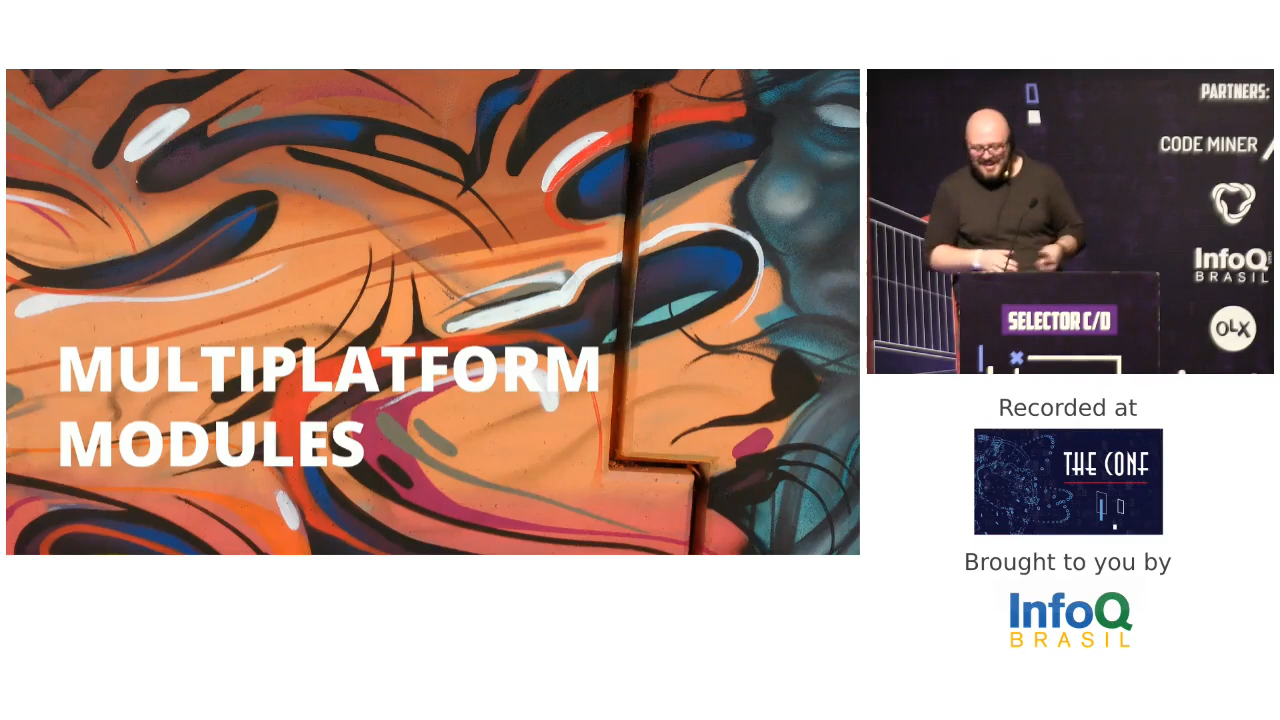 MULTIPLATFORM
MODULES
PARTNERS:
CODE MINER
InfoQ
BRASIL
OLX
SELECTOR C/D
Recorded at
THE CONF
Brought to you by
InfoQ
BRASIL